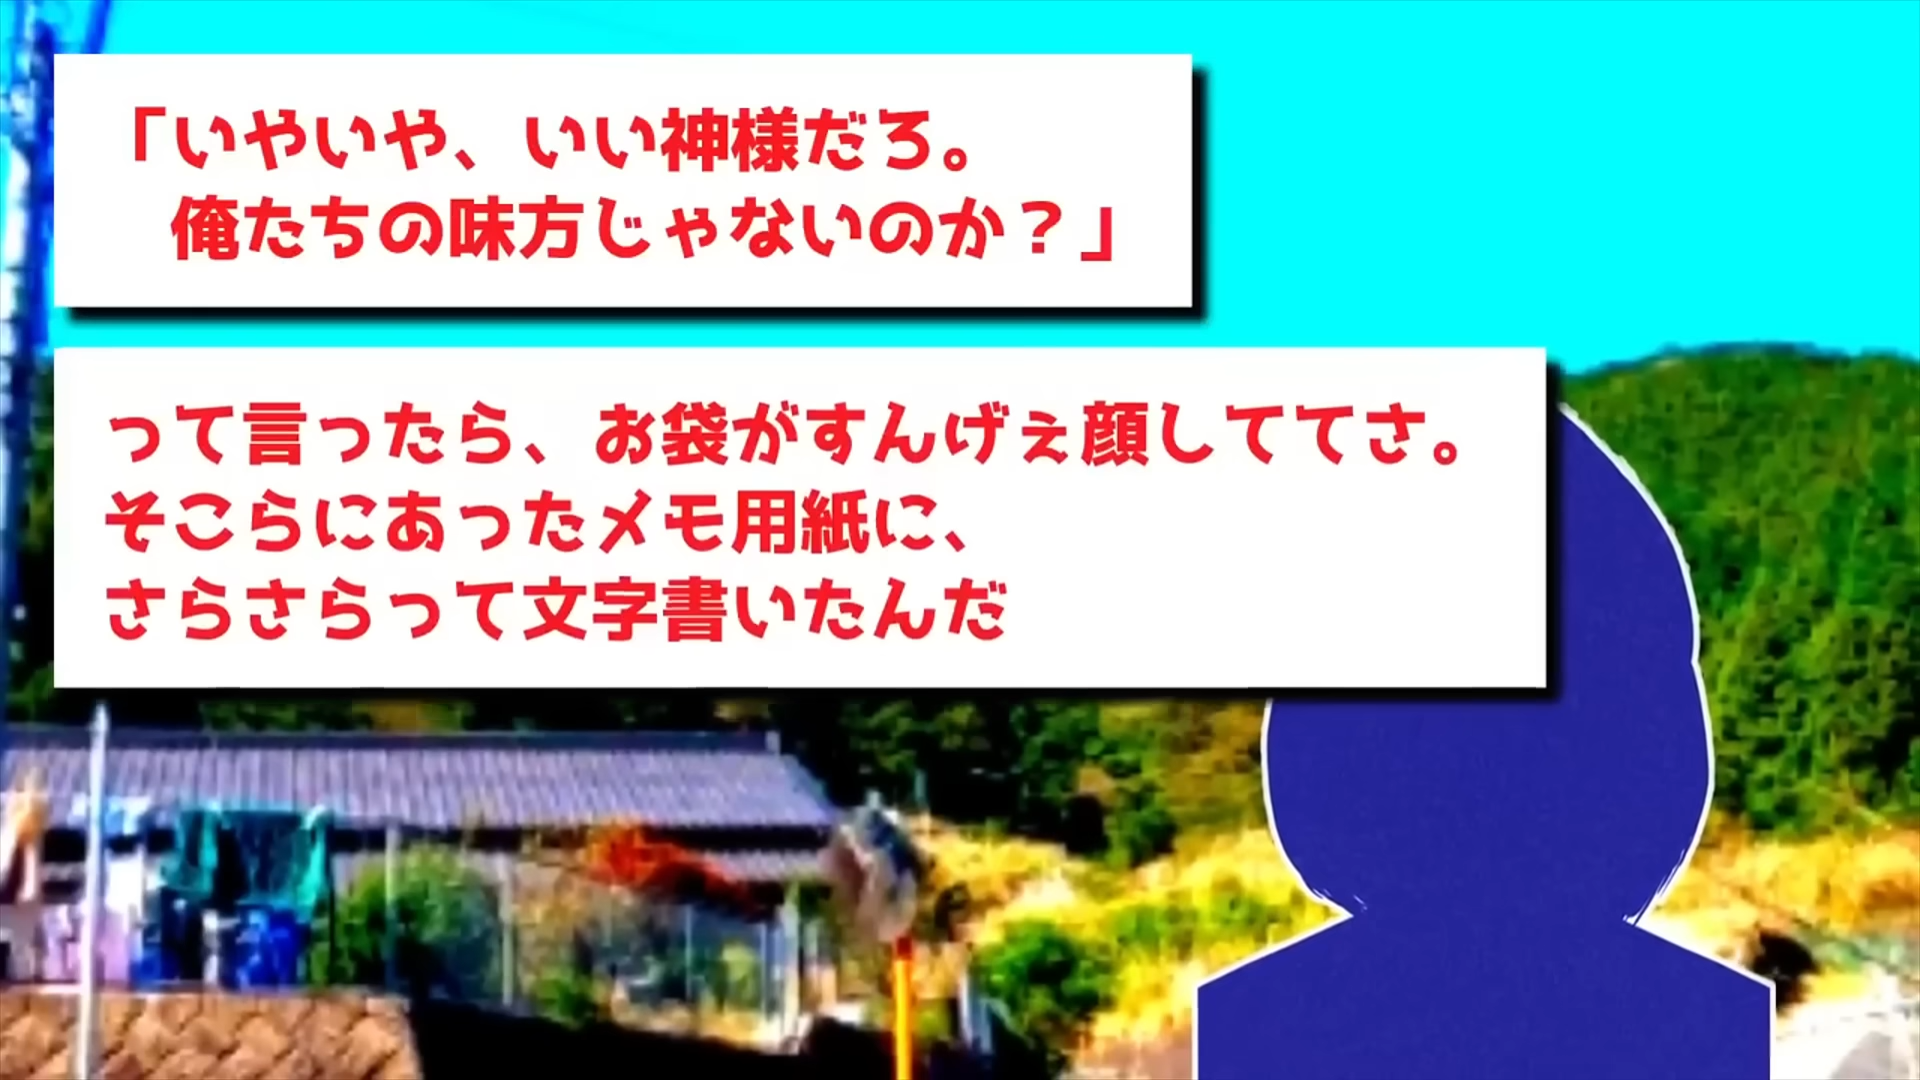 「いやいや、いい神様だろ。
俺たちの味方じゃないのか？」
って言ったら、お袋がすんげぇ顔しててさ。
そこらにあったメモ用紙に、
さらさらって文字書いたんだ